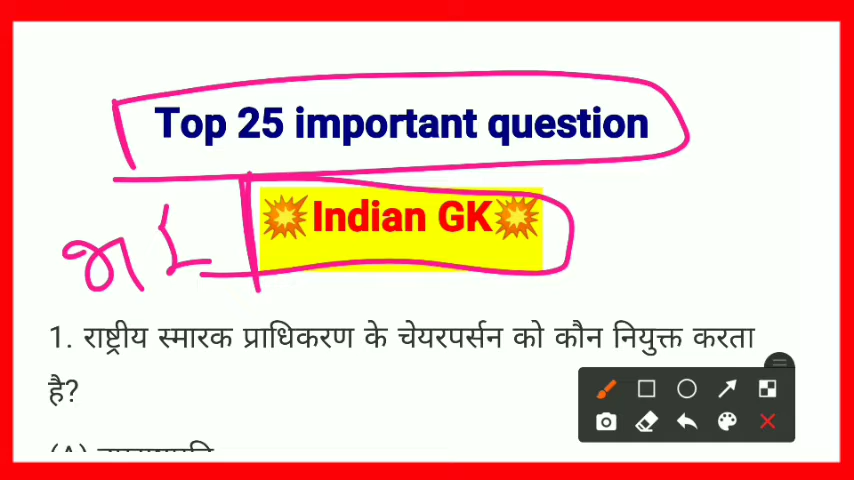 Top 25 important question
💥Indian GK💥
1. राष्ट्रीय स्मारक प्राधिकरण के चेयरपर्सन को कौन नियुक्त करता
है?